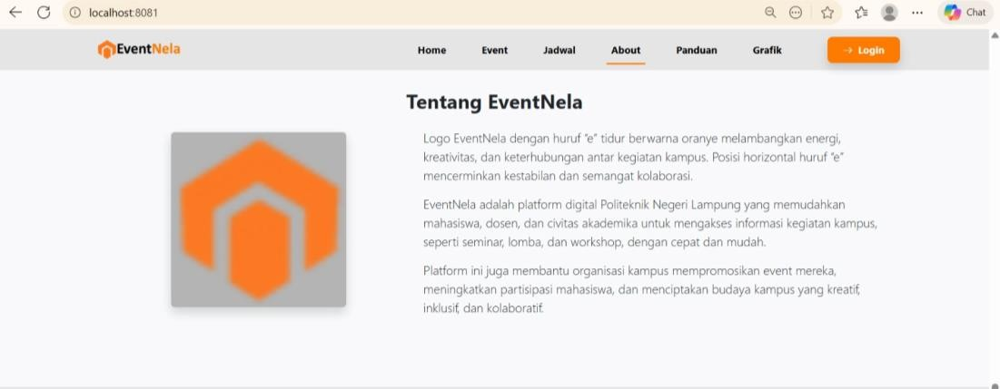 localhost:8081
Chat
EventNela
Home
Event
Jadwal
About
Panduan
Grafik
→ Login
Tentang EventNela
Logo EventNela dengan huruf "e" tidur berwarna oranye melambangkan energi,
kreativitas, dan keterhubungan antar kegiatan kampus. Posisi horizontal huruf "e"
mencerminkan kestabilan dan semangat kolaborasi.
EventNela adalah platform digital Politeknik Negeri Lampung yang memudahkan
mahasiswa, dosen, dan civitas akademika untuk mengakses informasi kegiatan kampus,
seperti seminar, lomba, dan workshop, dengan cepat dan mudah.
Platform ini juga membantu organisasi kampus mempromosikan event mereka,
meningkatkan partisipasi mahasiswa, dan menciptakan budaya kampus yang kreatif,
inklusif, dan kolaboratif.